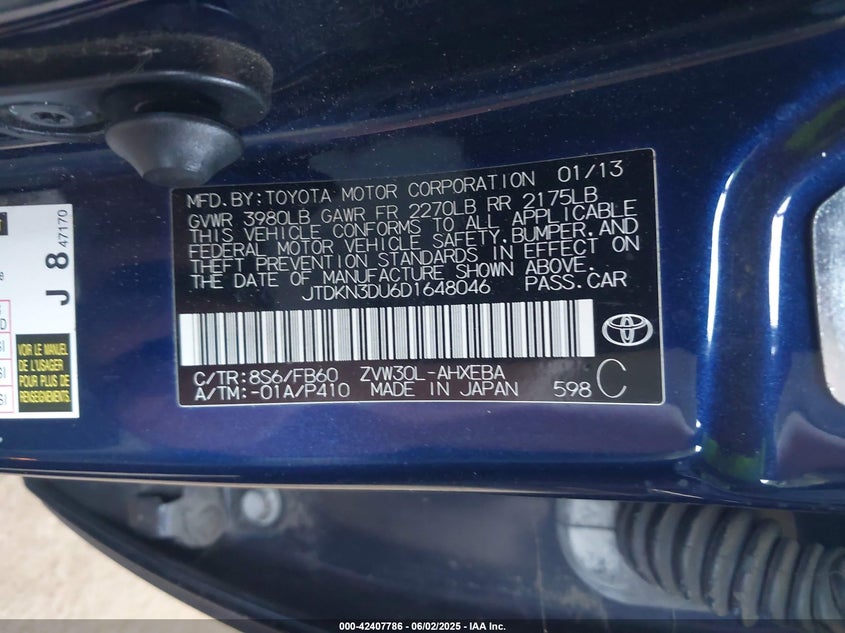 MFD. BY: TOYOTA MOTOR CORPORATION 01/13
GVWR 3980LB GAWR FR 2270LB RR 2175LB
THIS VEHICLE CONFORMS TO ALL APPLICABLE
FEDERAL MOTOR VEHICLE SAFETY, BUMPER, AND
THEFT PREVENTION STANDARDS IN EFFECT ON
THE DATE OF MANUFACTURE SHOWN ABOVE.
JTDKN3DU6D1648046 PASS. CAR
C/TR: 8S6/FB60 ZVW30L-AHXEBA
A/TM: -01A/P410 MADE IN JAPAN 598 C
J 8 47170
VOIR LE MANUEL
DE L'USAGER
POUR PLUS DE
RENSEIGNEMENTS
000-42407786 - 06/02/2025 - IAA Inc.